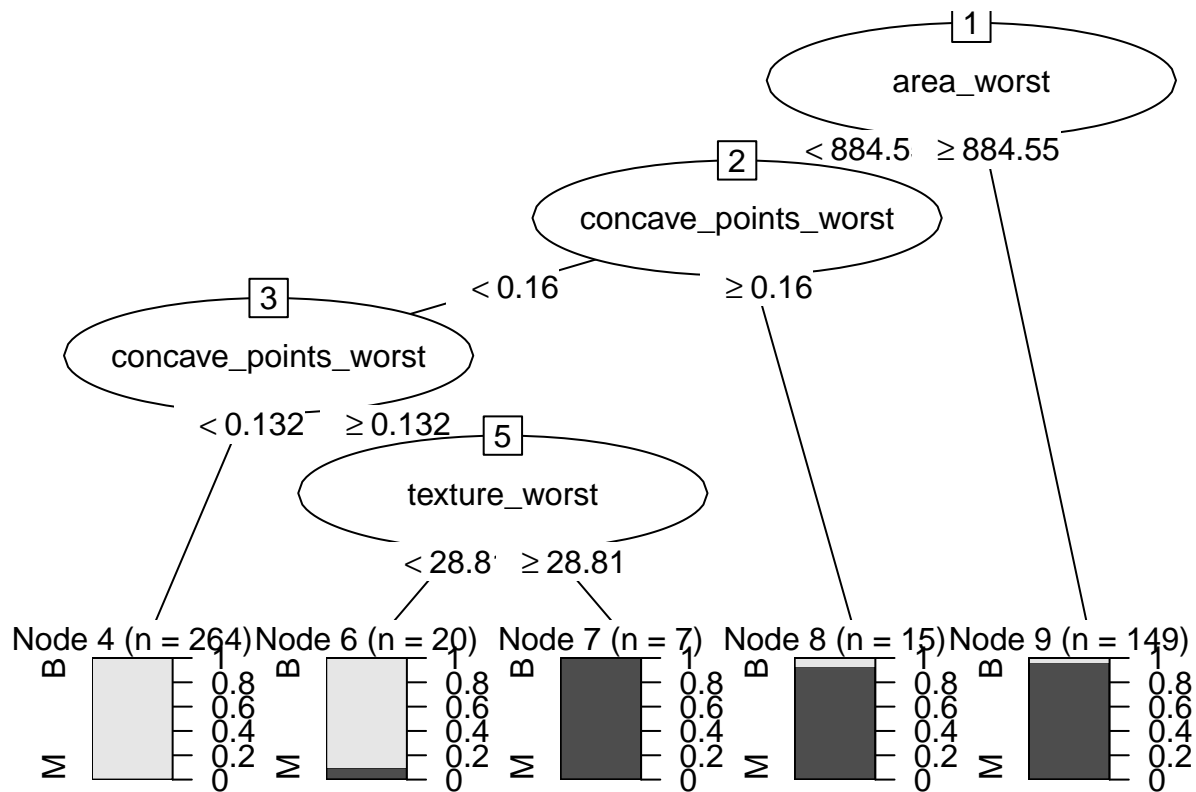 1
area_worst
< 884.5 ≥ 884.55
2
concave_points_worst
< 0.16 ≥ 0.16
3
concave_points_worst
< 0.132 ≥ 0.132
5
texture_worst
< 28.8 ≥ 28.81
Node 4 (n = 264) Node 6 (n = 20) Node 7 (n = 7) Node 8 (n = 15) Node 9 (n = 149)
B 1 B 1 B 1 B 1 B 1
0.8 0.8 0.8 0.8 0.8
0.6 0.6 0.6 0.6 0.6
0.4 0.4 0.4 0.4 0.4
0.2 0.2 0.2 0.2 0.2
M 0 M 0 M 0 M 0 M 0